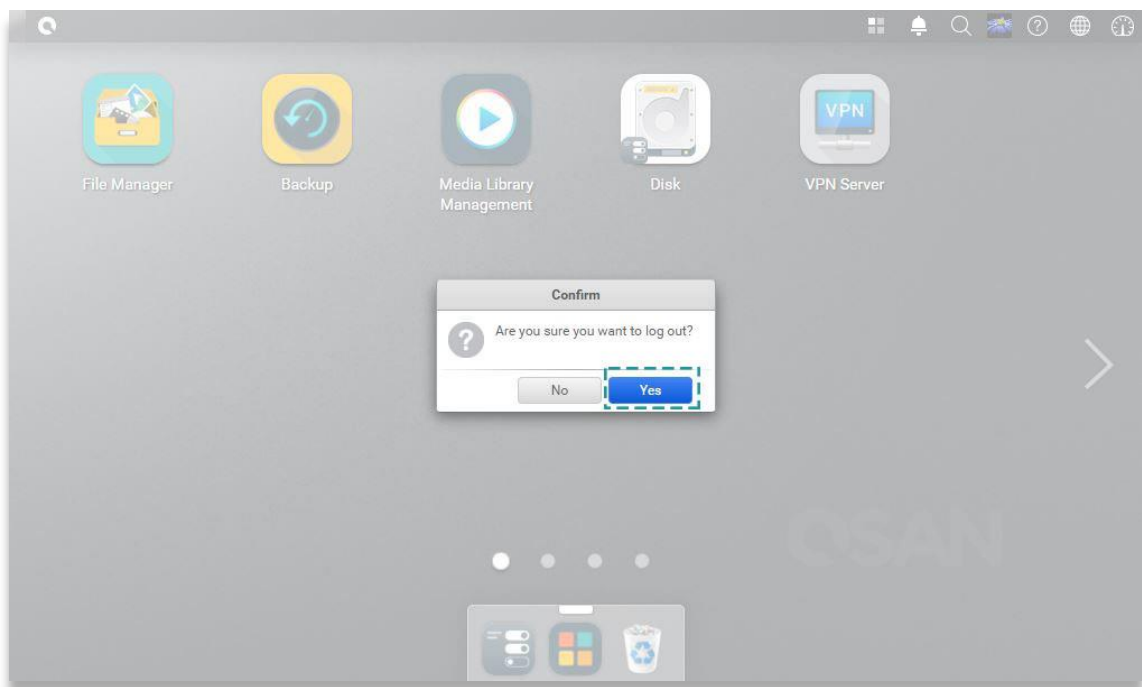 VPN
File Manager
Backup
Media Library
Management
Disk
VPN Server
Confirm
Are you sure you want to log out?
No
Yes
QSAN